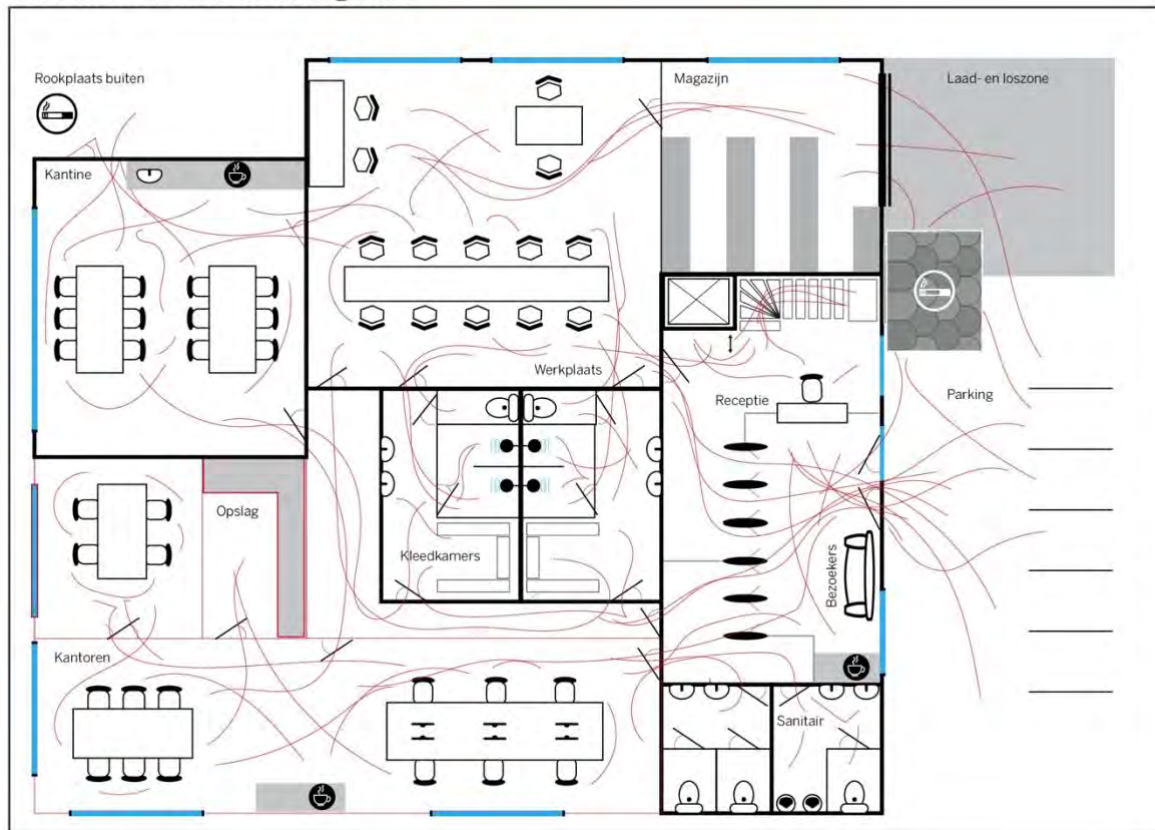 Rookplaats buiten
Magazijn
Laad- en loszone
Kantine
Werkplaats
Receptie
Parking
Opslag
Kleedkamers
Bezoekers
Kantoren
Sanitair